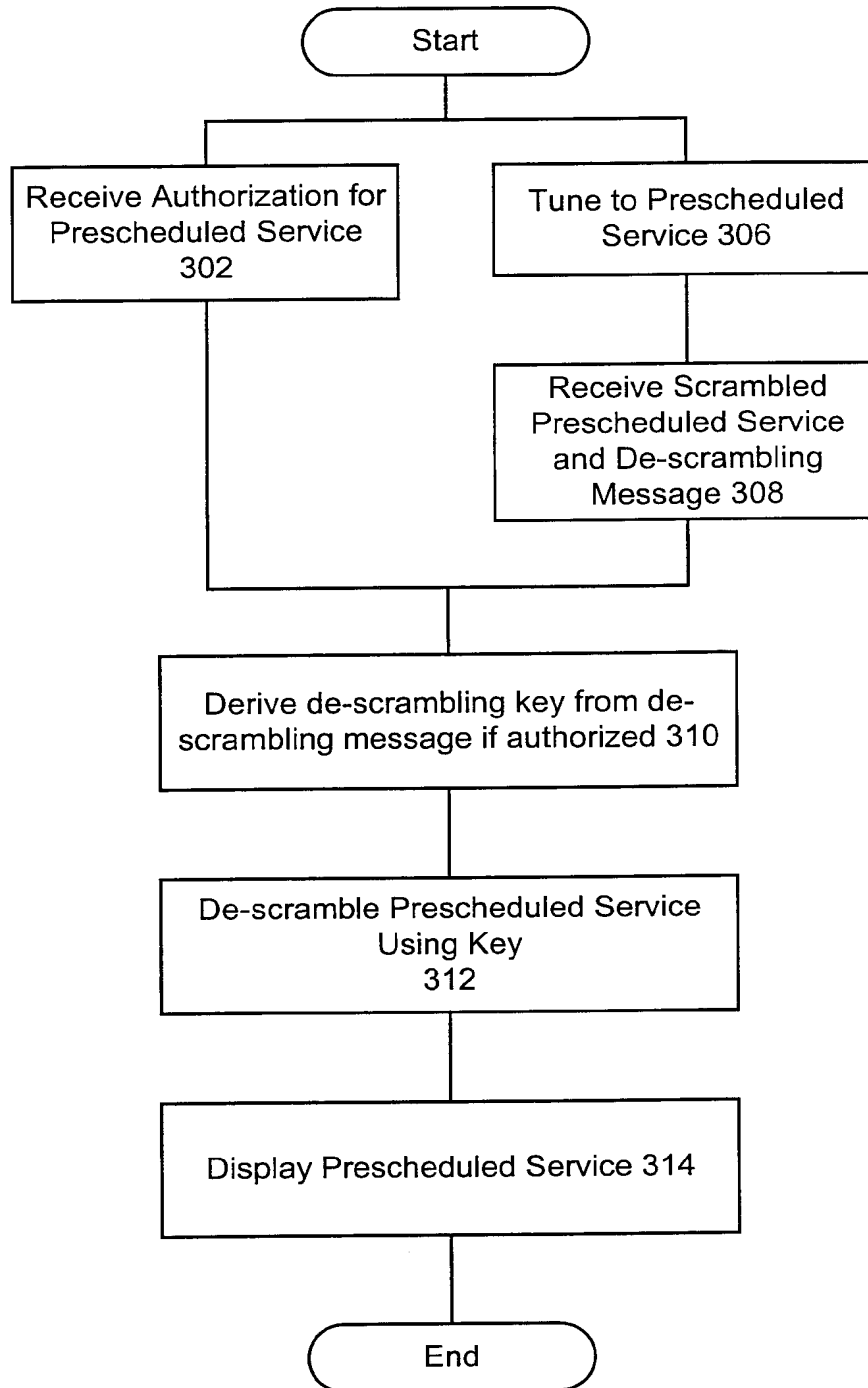 Start
Receive Authorization for
Prescheduled Service
302
Tune to Prescheduled
Service 306
Receive Scrambled
Prescheduled Service
and De-scrambling
Message 308
Derive de-scrambling key from de-
scrambling message if authorized 310
De-scramble Prescheduled Service
Using Key
312
Display Prescheduled Service 314
End